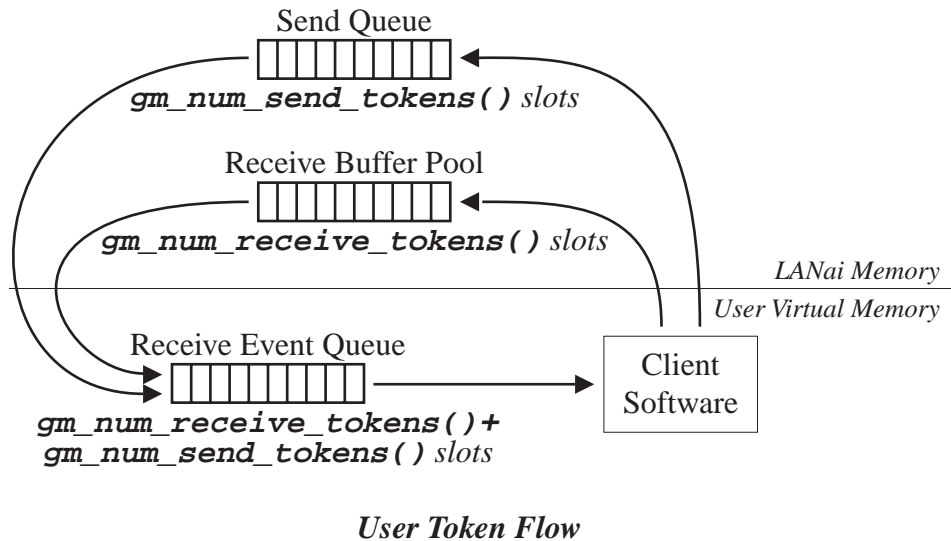 Send Queue
gm_num_send_tokens() slots
Receive Buffer Pool
gm_num_receive_tokens() slots
LANai Memory
User Virtual Memory
Receive Event Queue
gm_num_receive_tokens()+
gm_num_send_tokens() slots
Client
Software
User Token Flow